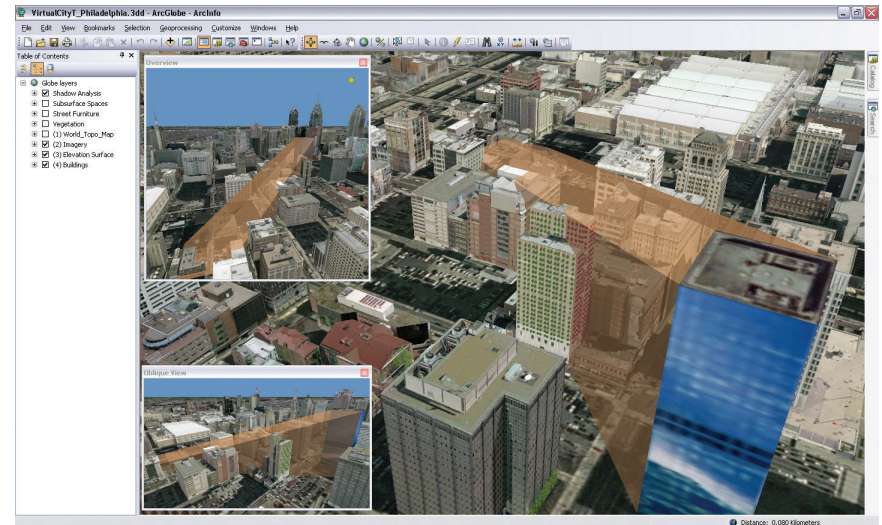 VirtualCityT_Philadelphia.3dd - ArcGlobe - ArcInfo
File Edit View Bookmarks Selection Geoprocessing Customize Windows Help
Table of Contents
Globe layers
Shadow Analysis
Subsurface Spaces
Street Furniture
Vegetation
(1) World_Topo_Map
(2) Imagery
(3) Elevation Surface
(4) Buildings
Overview
Oblique View
Catalog
Search
Distance: 0.080 Kilometers